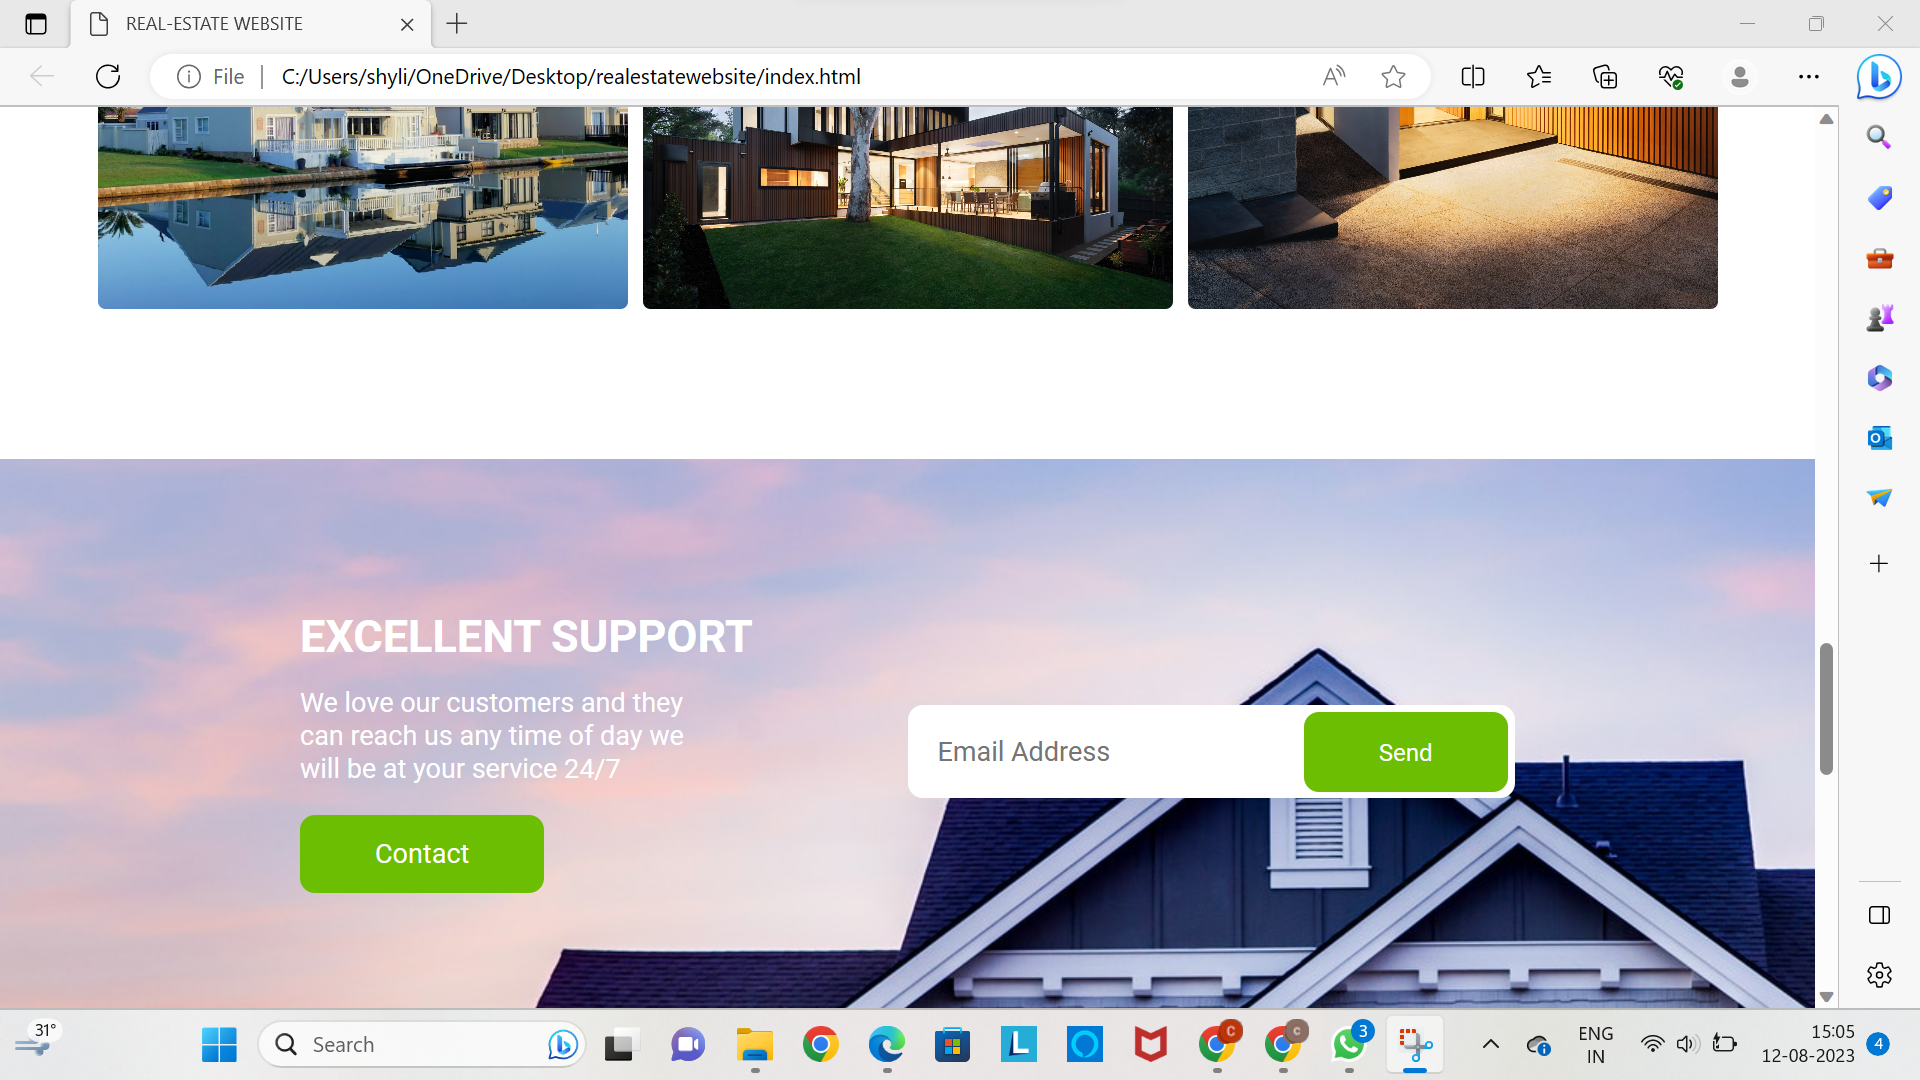 REAL-ESTATE WEBSITE
File
C:/Users/shyli/OneDrive/Desktop/realestatewebsite/index.html
EXCELLENT SUPPORT
We love our customers and they
can reach us any time of day we
will be at your service 24/7
Email Address
Send
Contact
31°
Search
C
c
3
ENG
IN
15:05
12-08-2023
4